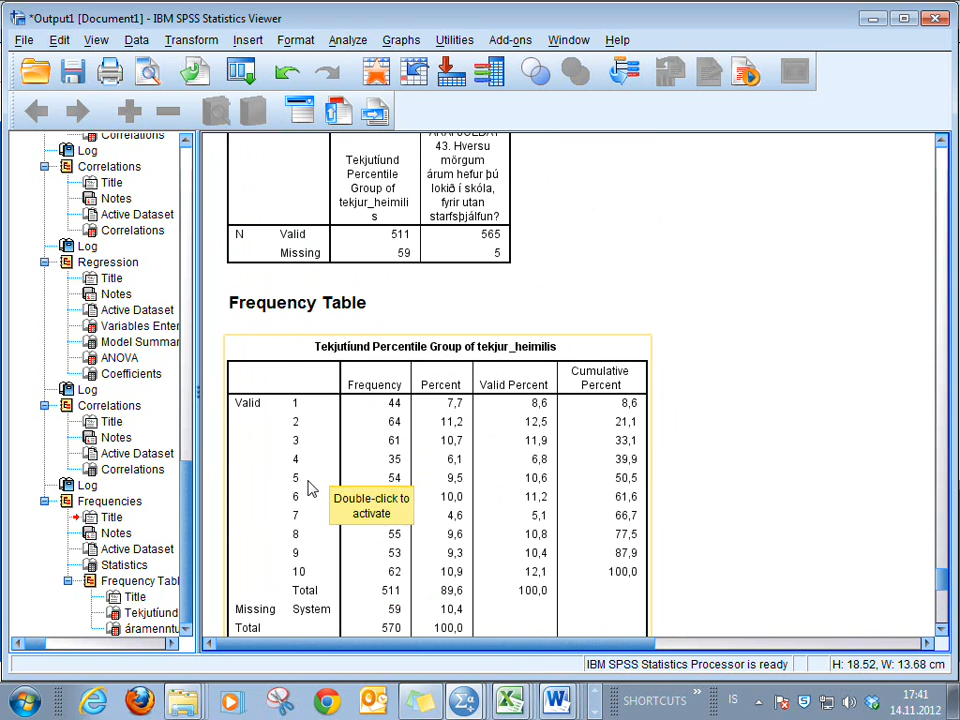 *Output1 [Document1] - IBM SPSS Statistics Viewer
File Edit View Data Transform Insert Format Analyze Graphs Utilities Add-ons Window Help
Correlations
Log
Correlations
Title
Notes
Active Dataset
Correlations
Log
Regression
Title
Notes
Active Dataset
Variables Enter
Model Summar
ANOVA
Coefficients
Log
Correlations
Title
Notes
Active Dataset
Correlations
Log
Frequencies
Title
Notes
Active Dataset
Statistics
Frequency Tabl
Title
Tekjutíund
áramenntu
Tekjutíund
Percentile
Group of
tekjur_heimili
s
43. Hversu
mörgum
árum hefur þú
lokið í skóla,
fyrir utan
starfsþjálfun?
N Valid 511 565
Missing 59 5
Frequency Table
Tekjutíund Percentile Group of tekjur_heimilis
Frequency Percent Valid Percent Cumulative Percent
Valid 1 44 7,7 8,6 8,6
2 64 11,2 12,5 21,1
3 61 10,7 11,9 33,1
4 35 6,1 6,8 39,9
5 54 9,5 10,6 50,5
6 10,0 11,2 61,6
7 4,6 5,1 66,7
8 55 9,6 10,8 77,5
9 53 9,3 10,4 87,9
10 62 10,9 12,1 100,0
Total 511 89,6 100,0
Missing System 59 10,4
Total 570 100,0
Double-click to
activate
IBM SPSS Statistics Processor is ready
H: 18.52, W: 13.68 cm
SHORTCUTS
IS
17:41
14.11.2012